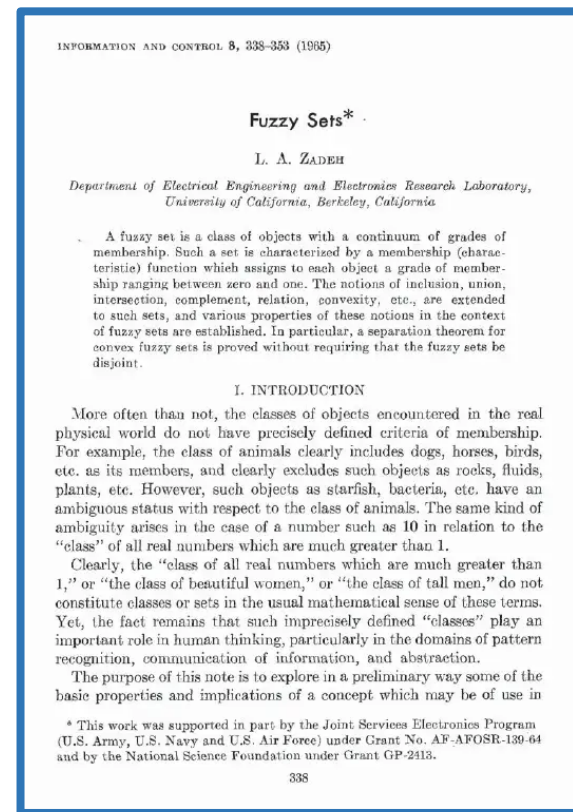 INFORMATION AND CONTROL 8, 338–353 (1965)
Fuzzy Sets*
L. A. ZADEH
Department of Electrical Engineering and Electronics Research Laboratory,
University of California, Berkeley, California
A fuzzy set is a class of objects with a continuum of grades of
membership. Such a set is characterized by a membership (charac-
teristic) function which assigns to each object a grade of member-
ship ranging between zero and one. The notions of inclusion, union,
intersection, complement, relation, convexity, etc., are extended
to such sets, and various properties of these notions in the context
of fuzzy sets are established. In particular, a separation theorem for
convex fuzzy sets is proved without requiring that the fuzzy sets be
disjoint.
I. INTRODUCTION
More often than not, the classes of objects encountered in the real
physical world do not have precisely defined criteria of membership.
For example, the class of animals clearly includes dogs, horses, birds,
etc. as its members, and clearly excludes such objects as rocks, fluids,
plants, etc. However, such objects as starfish, bacteria, etc. have an
ambiguous status with respect to the class of animals. The same kind of
ambiguity arises in the case of a number such as 10 in relation to the
“class” of all real numbers which are much greater than 1.
Clearly, the “class of all real numbers which are much greater than
1,” or “the class of beautiful women,” or “the class of tall men,” do not
constitute classes or sets in the usual mathematical sense of these terms.
Yet, the fact remains that such imprecisely defined “classes” play an
important role in human thinking, particularly in the domains of pattern
recognition, communication of information, and abstraction.
The purpose of this note is to explore in a preliminary way some of the
basic properties and implications of a concept which may be of use in
* This work was supported in part by the Joint Services Electronics Program
(U.S. Army, U.S. Navy and U.S. Air Force) under Grant No. AF-AFOSR-139-64
and by the National Science Foundation under Grant GP-2413.
338